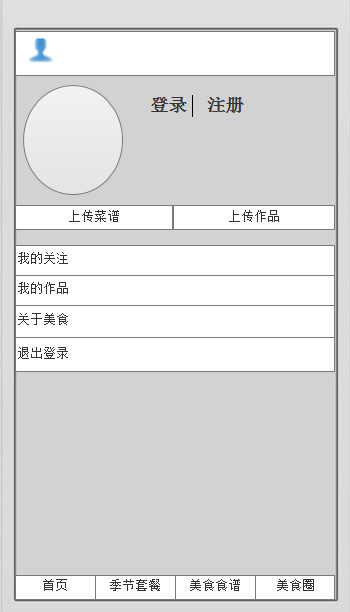 登录 | 注册
上传菜谱 上传作品
我的关注
我的作品
关于美食
退出登录
首页 季节套餐 美食食谱 美食圈